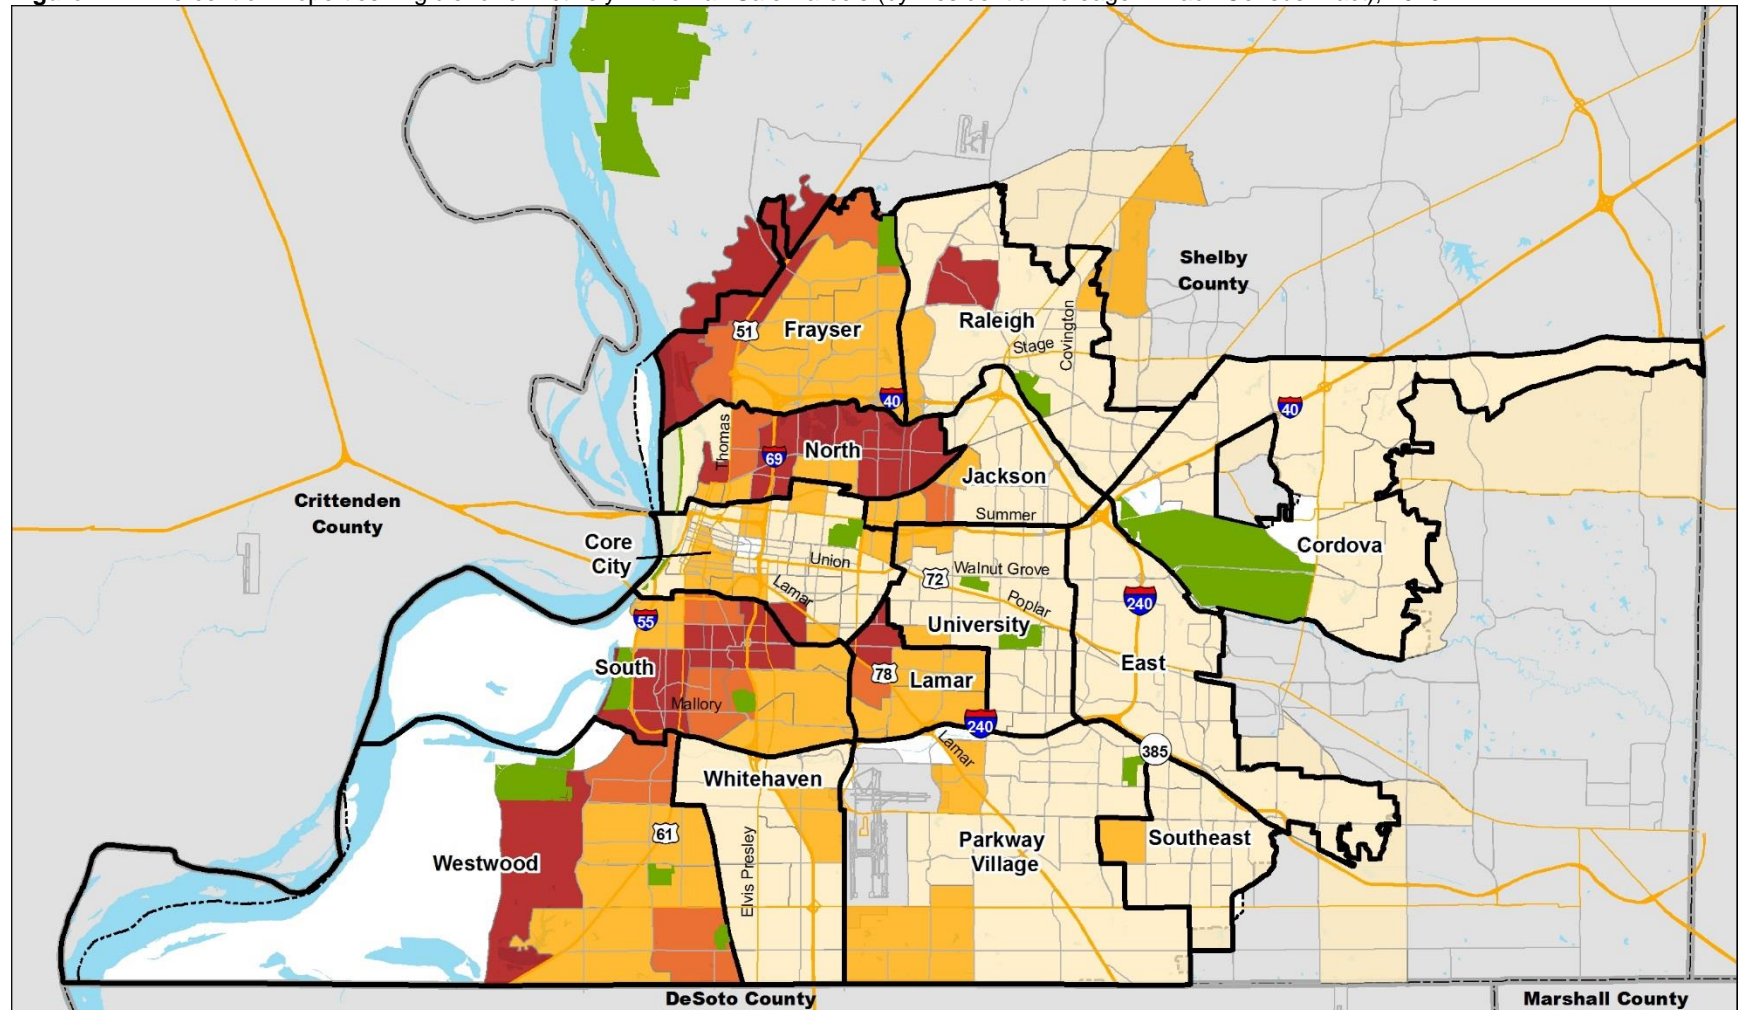 Shelby
County
51
Frayser
Raleigh
Stage
Covington
40
40
Thomas
North
69
Jackson
Crittenden
County
Summer
Core
City
Union
Cordova
72
Walnut Grove
Lamar
Poplar
240
55
University
South
East
78
Lamar
Mallory
240
Lamar
385
Whitehaven
61
Parkway
Village
Southeast
Westwood
Elvis Presley
DeSoto County
Marshall County